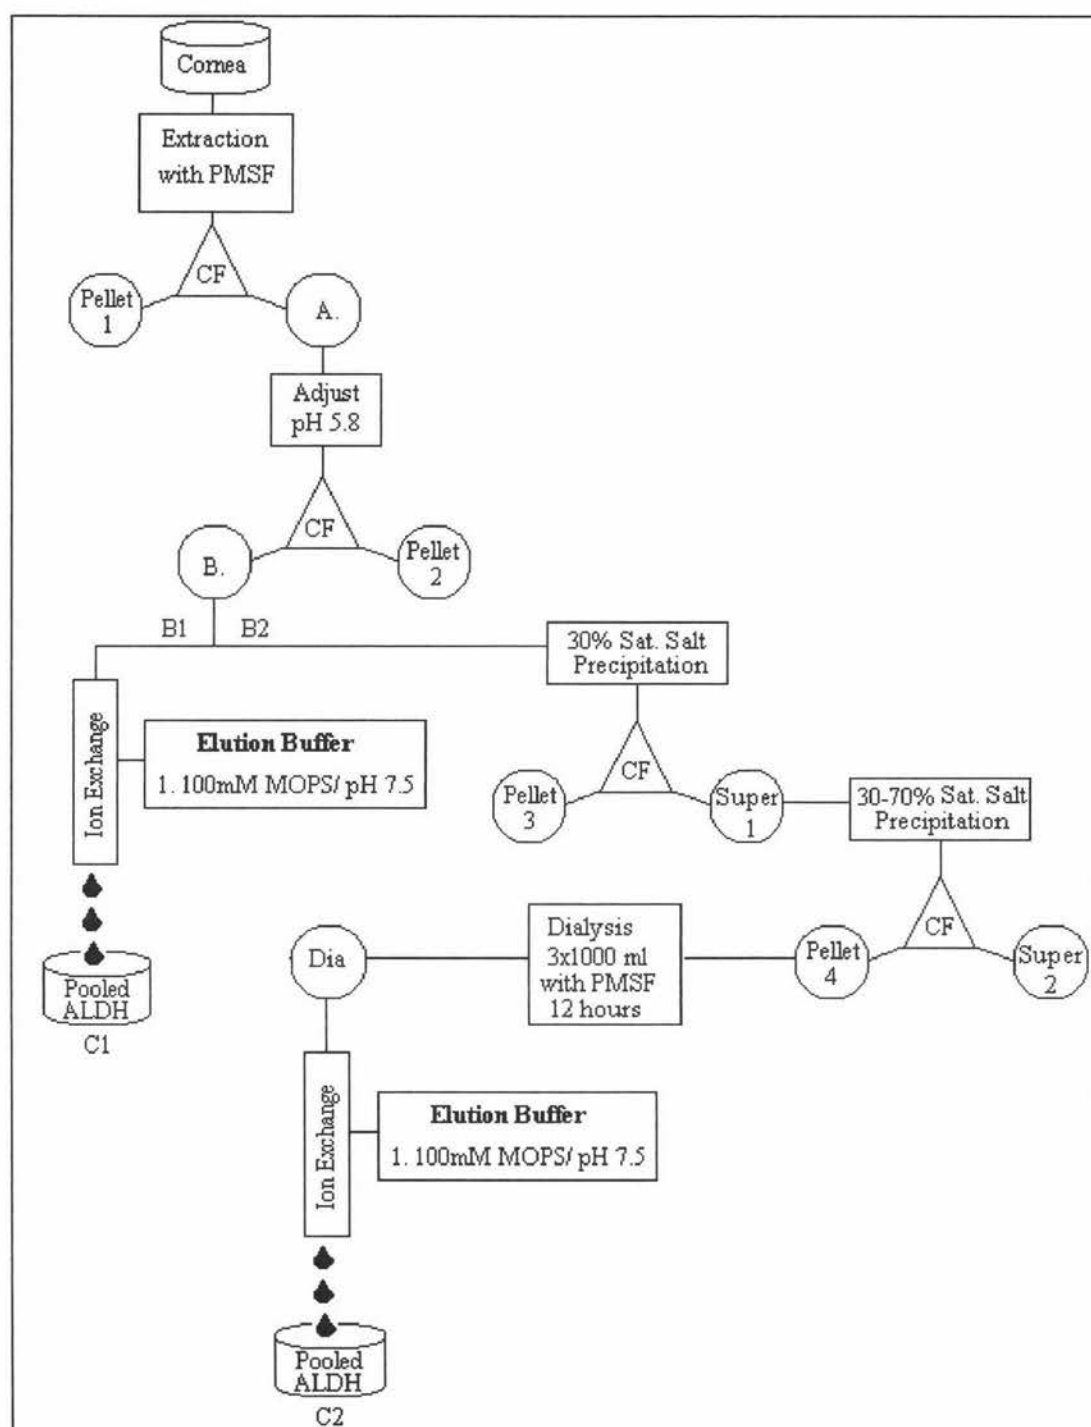 Cornea
Extraction
with PMSF
CF
Pellet
1
A.
Adjust
pH 5.8
CF
B.
Pellet
2
B1
B2
30% Sat. Salt
Precipitation
Ion Exchange
Elution Buffer
1. 100mM MOPS/ pH 7.5
CF
Pellet
3
Super
1
30-70% Sat. Salt
Precipitation
CF
Pellet
4
Super
2
Dialysis
3x1000 ml
with PMSF
12 hours
Dia
Pooled
ALDH
C1
Ion Exchange
Elution Buffer
1. 100mM MOPS/ pH 7.5
Pooled
ALDH
C2